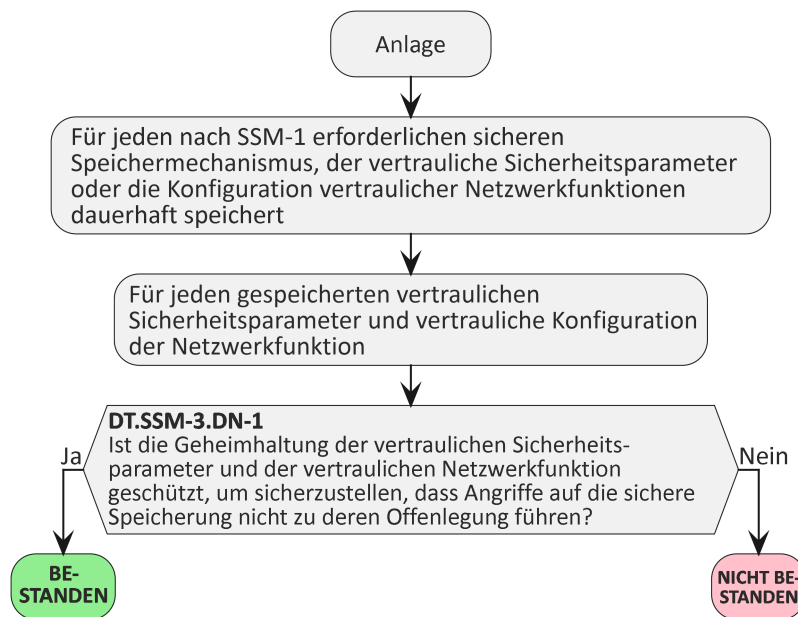 Anlage
Für jeden nach SSM-1 erforderlichen sicheren
Speichermechanismus, der vertrauliche Sicherheitsparameter
oder die Konfiguration vertraulicher Netzwerkfunktionen
dauerhaft speichert
Für jeden gespeicherten vertraulichen
Sicherheitsparameter und vertrauliche Konfiguration
der Netzwerkfunktion
DT.SSM-3.DN-1
Ist die Geheimhaltung der vertraulichen Sicherheits-
parameter und der vertraulichen Netzwerkfunktion
geschützt, um sicherzustellen, dass Angriffe auf die sichere
Speicherung nicht zu deren Offenlegung führen?
Ja
Nein
BE-
STANDEN
NICHT BE-
STANDEN